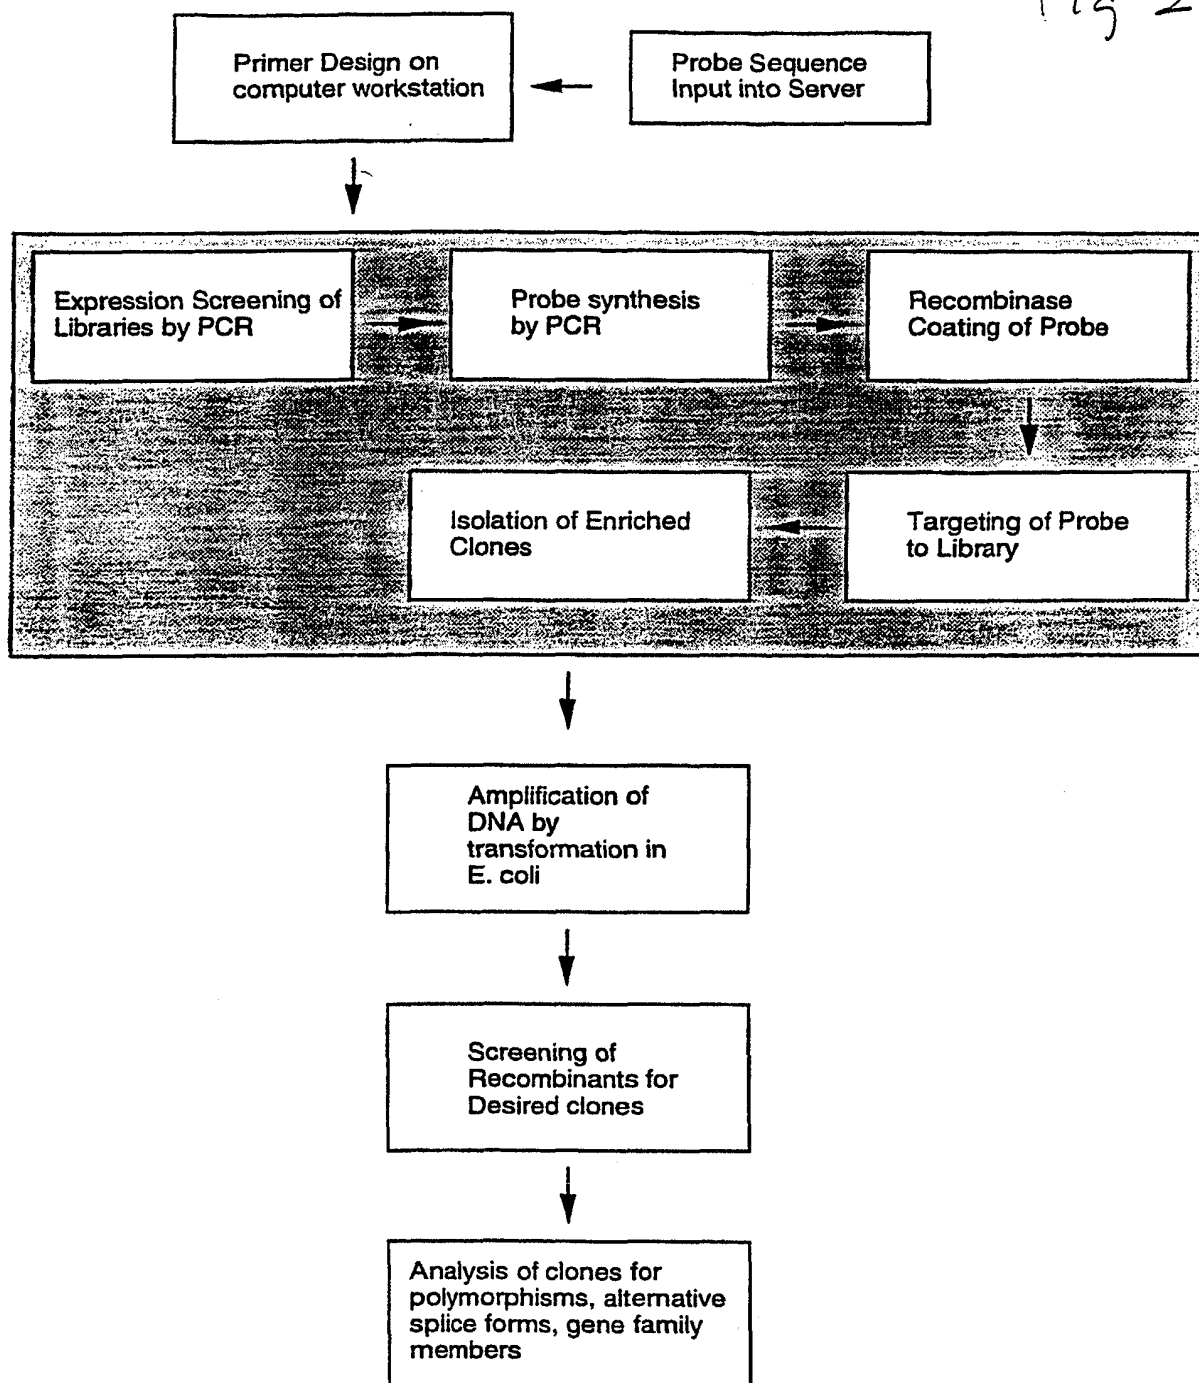 Fig 2
Primer Design on
computer workstation
Probe Sequence
Input into Server
Expression Screening of
Libraries by PCR
Probe synthesis
by PCR
Recombinase
Coating of Probe
Isolation of Enriched
Clones
Targeting of Probe
to Library
Amplification of
DNA by
transformation in
E. coli
Screening of
Recombinants for
Desired clones
Analysis of clones for
polymorphisms, alternative
splice forms, gene family
members